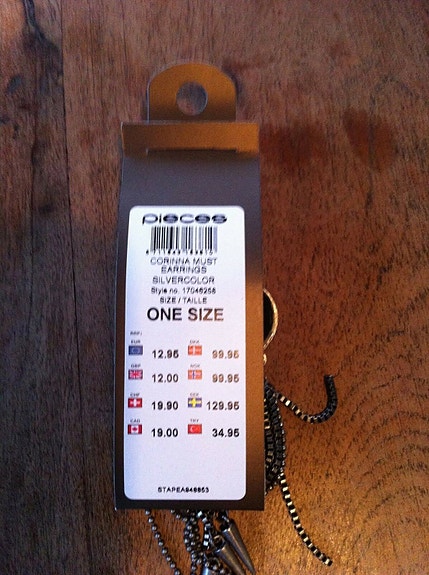 pieces
CORINNA MUST
EARRINGS
SILVERCOLOR
Style no. 17046258
SIZE / TAILLE
ONE SIZE
RRP:
EUR 12.95 DKK 99.95
GBP 12.00 NOK 99.95
CHF 19.90 SEK 129.95
CAD 19.00 TRY 34.95